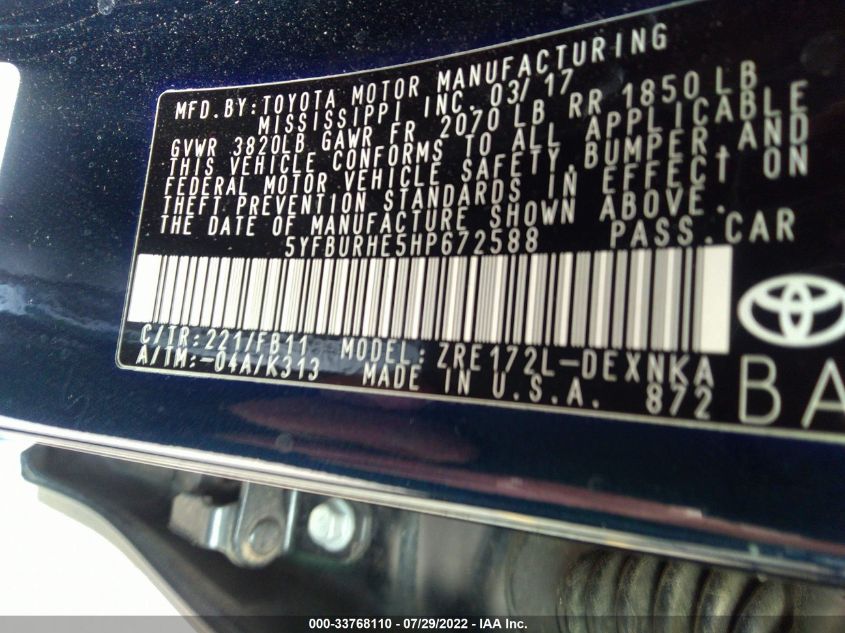 MFD.BY:TOYOTA MOTOR MANUFACTURING
MISSISSIPPI INC. 03/17
GVWR 3820LB GAWR FR 2070 LB RR 1850 LB
THIS VEHICLE CONFORMS TO ALL APPLICABLE
FEDERAL MOTOR VEHICLE SAFETY,BUMPER,AND
THEFT PREVENTION STANDARDS IN EFFECT ON
THE DATE OF MANUFACTURE SHOWN ABOVE.
5YFBURHE5HP672588 PASS.CAR
C/TR:221/FB11 MODEL:ZRE172L-DEXNKA
A/TM:-04A/K313 MADE IN U.S.A. 872
BA
000-33768110 - 07/29/2022 - IAA Inc.